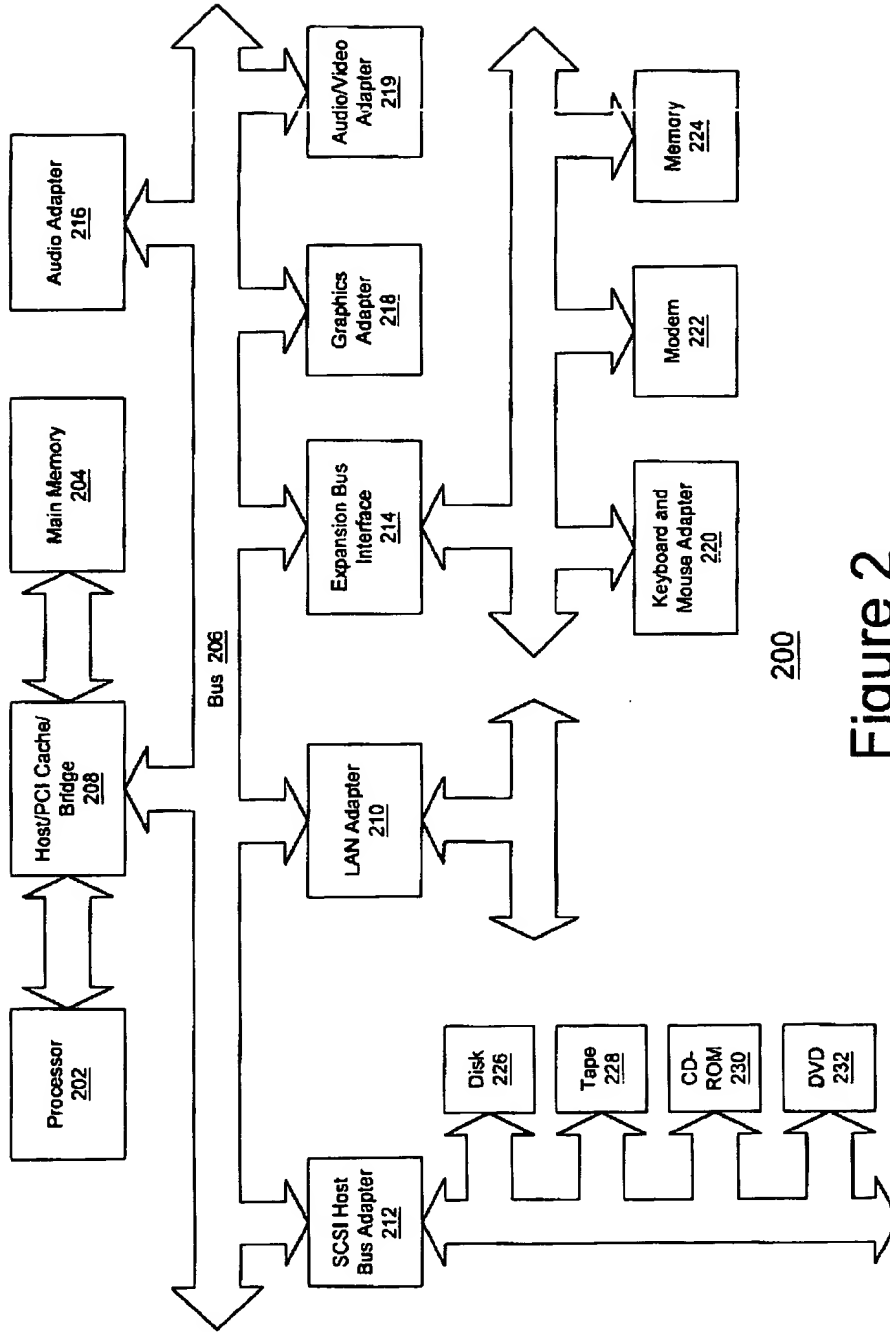 Processor
202
Host/PCI Cache/
Bridge
208
Main Memory
204
Audio Adapter
216
Bus 206
SCSI Host
Bus Adapter
212
LAN Adapter
210
Expansion Bus
Interface
214
Graphics
Adapter
218
Audio/Video
Adapter
219
Disk
226
Tape
228
CD-
ROM
230
DVD
232
Keyboard and
Mouse Adapter
220
Modem
222
Memory
224
200
Figure 2